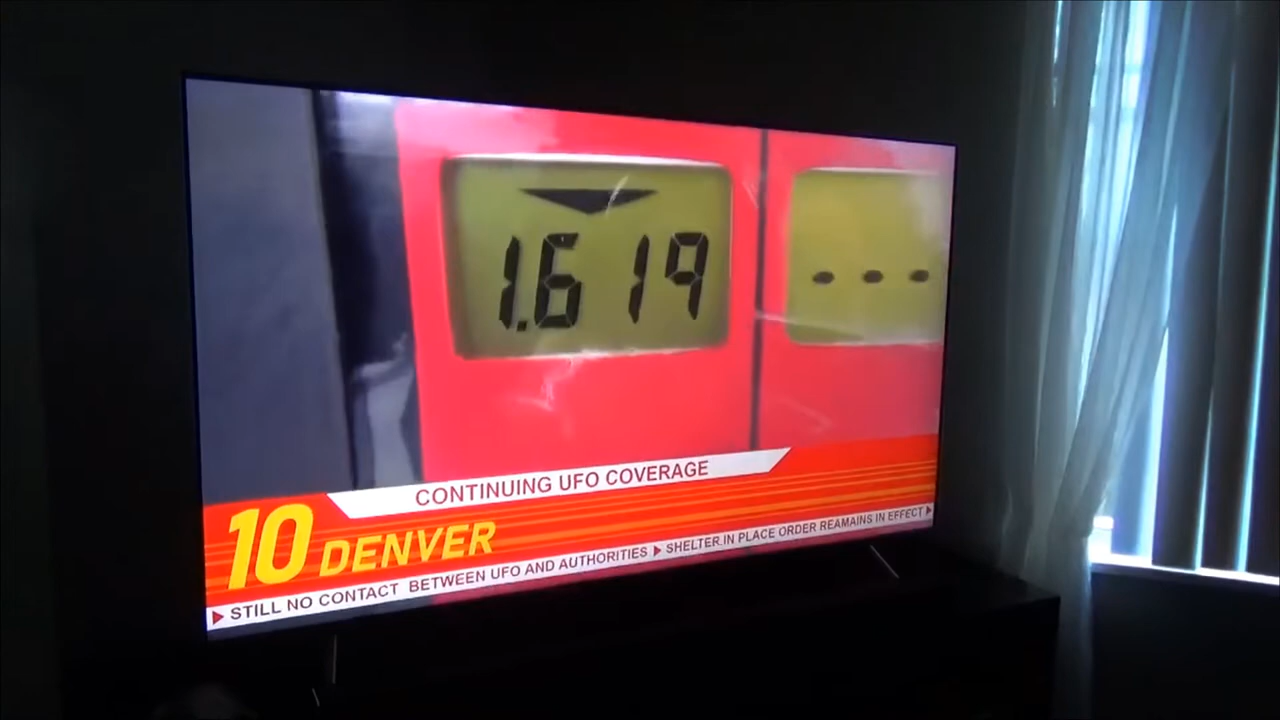 1.619
- - - -
CONTINUING UFO COVERAGE
10 DENVER
STILL NO CONTACT BETWEEN UFO AND AUTHORITIES ▶ SHELTER IN PLACE ORDER REAMAINS IN EFFECT